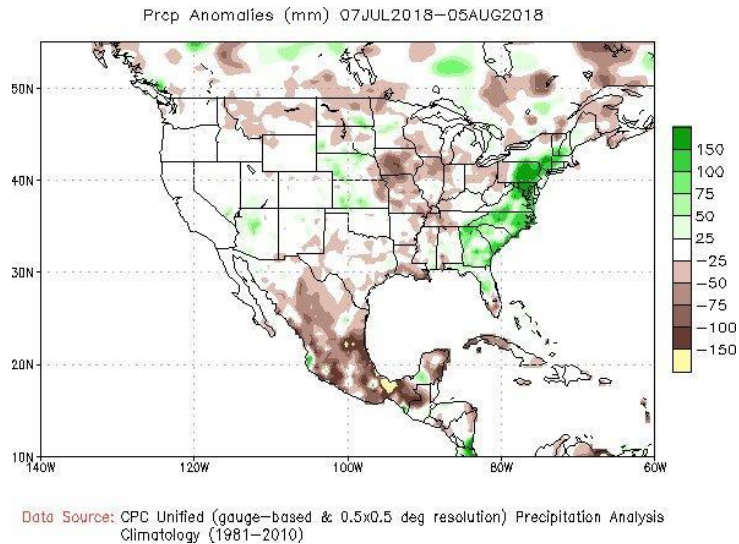 Prcp Anomalies (mm) 07JUL2018–05AUG2018
50N
40N
30N
20N
10N
140W 120W 100W 80W 60W
150
100
75
50
25
−25
−50
−75
−100
−150
Data Source: CPC Unified (gauge-based & 0.5x0.5 deg resolution) Precipitation Analysis
Climatology (1981–2010)